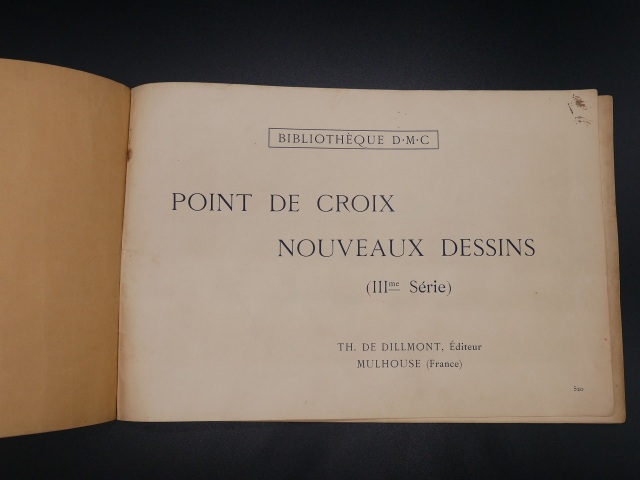 BIBLIOTHÈQUE D·M·C
POINT DE CROIX
NOUVEAUX DESSINS
(IIIme Série)
TH. DE DILLMONT, Éditeur
MULHOUSE (France)